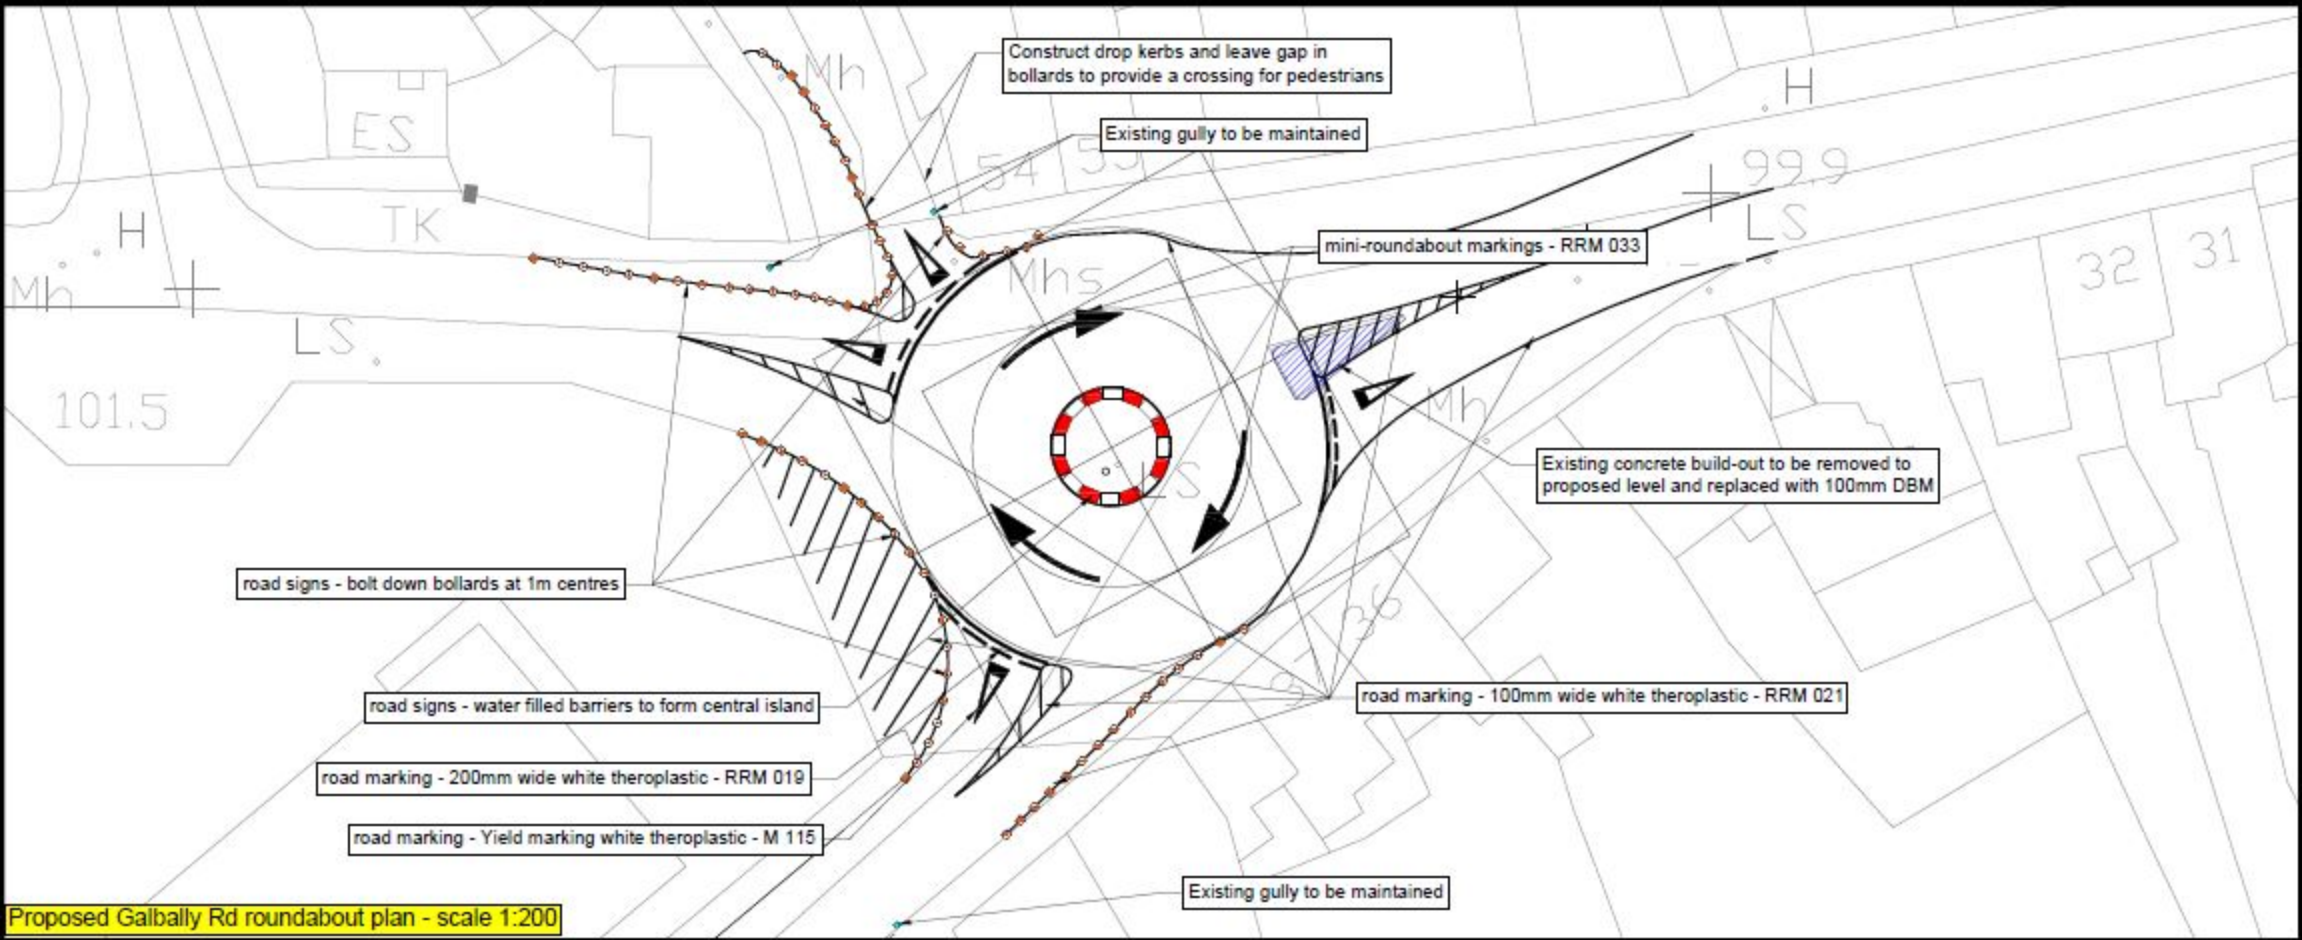 Construct drop kerbs and leave gap in
bollards to provide a crossing for pedestrians
Mh
H
ES
Existing gully to be maintained
54 53
99.9
TK
H
LS
mini-roundabout markings - RRM 033
32
31
Mh
Mhs
LS
101.5
Mh
LS
Existing concrete build-out to be removed to
proposed level and replaced with 100mm DBM
road signs - bolt down bollards at 1m centres
36
road signs - water filled barriers to form central island
road marking - 100mm wide white theroplastic - RRM 021
road marking - 200mm wide white theroplastic - RRM 019
road marking - Yield marking white theroplastic - M 115
Existing gully to be maintained
Proposed Galbally Rd roundabout plan - scale 1:200